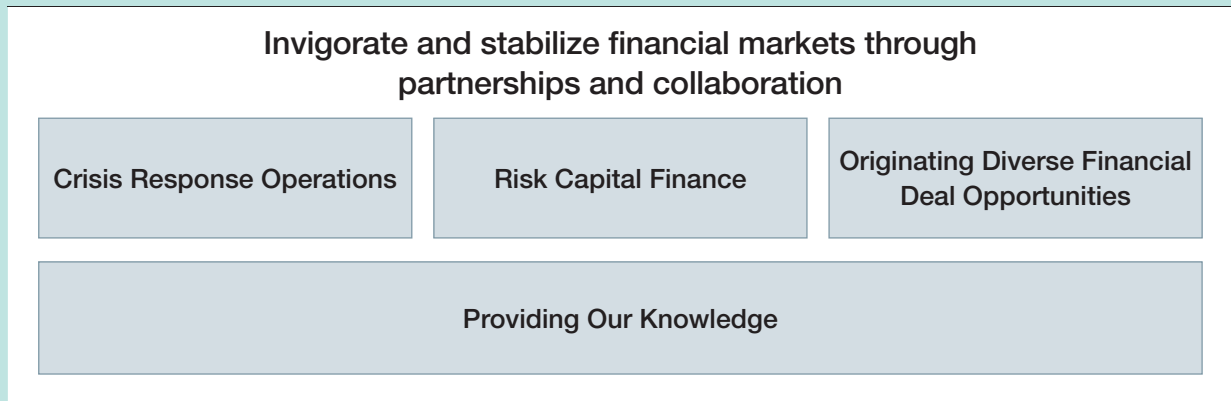 Invigorate and stabilize financial markets through
partnerships and collaboration
Crisis Response Operations
Risk Capital Finance
Originating Diverse Financial
Deal Opportunities
Providing Our Knowledge